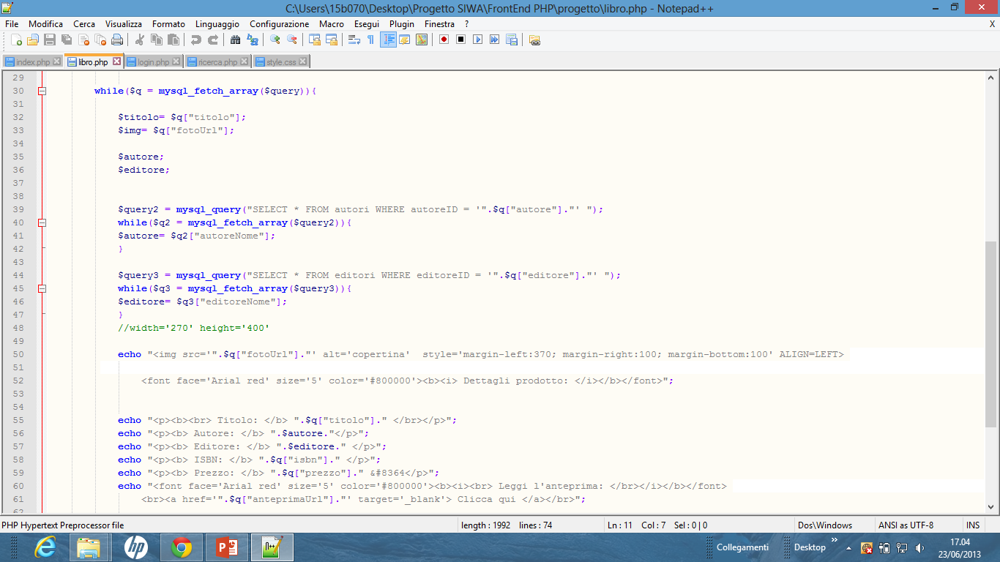 C:\Users\15b070\Desktop\Progetto SIWA\FrontEnd PHP\progetto\libro.php - Notepad++
File Modifica Cerca Visualizza Formato Linguaggio Configurazione Macro Esegui Plugin Finestra ? X
index.php libro.php login.php ricerca.php style.css
29
30 while($q = mysql_fetch_array($query)){
31
32 $titolo= $q["titolo"];
33 $img= $q["fotoUrl"];
34
35 $autore;
36 $editore;
37
38
39 $query2 = mysql_query("SELECT * FROM autori WHERE autoreID = '".$q["autore"]."' ");
40 while($q2 = mysql_fetch_array($query2)){
41 $autore= $q2["autoreNome"];
42 }
43
44 $query3 = mysql_query("SELECT * FROM editori WHERE editoreID = '".$q["editore"]."' ");
45 while($q3 = mysql_fetch_array($query3)){
46 $editore= $q3["editoreNome"];
47 }
48 //width='270' height='400'
49
50 echo "<img src='".$q["fotoUrl"]."' alt='copertina'  style='margin-left:370; margin-right:100; margin-bottom:100' ALIGN=LEFT>
51
52 <font face='Arial red' size='5' color='#800000'><b><i> Dettagli prodotto: </i></b></font>";
53
54
55 echo "<p><b><br> Titolo: </b> ".$q["titolo"]." </br></p>";
56 echo "<p><b> Autore: </b> ".$autore."</p>";
57 echo "<p><b> Editore: </b> ".$editore." </p>";
58 echo "<p><b> ISBN: </b> ".$q["isbn"]." </p>";
59 echo "<p><b> Prezzo: </b> ".$q["prezzo"]." &#8364</p>";
60 echo "<font face='Arial red' size='5' color='#800000'><b><i><br> Leggi l'anteprima: </br></i></b></font>
61 <br><a href='".$q["anteprimaUrl"]."' target='_blank'> Clicca qui </a></br>";
62
PHP Hypertext Preprocessor file length : 1992 lines : 74 Ln : 11 Col : 7 Sel : 0 | 0 Dos\Windows ANSI as UTF-8 INS
Collegamenti Desktop » 17.04
23/06/2013